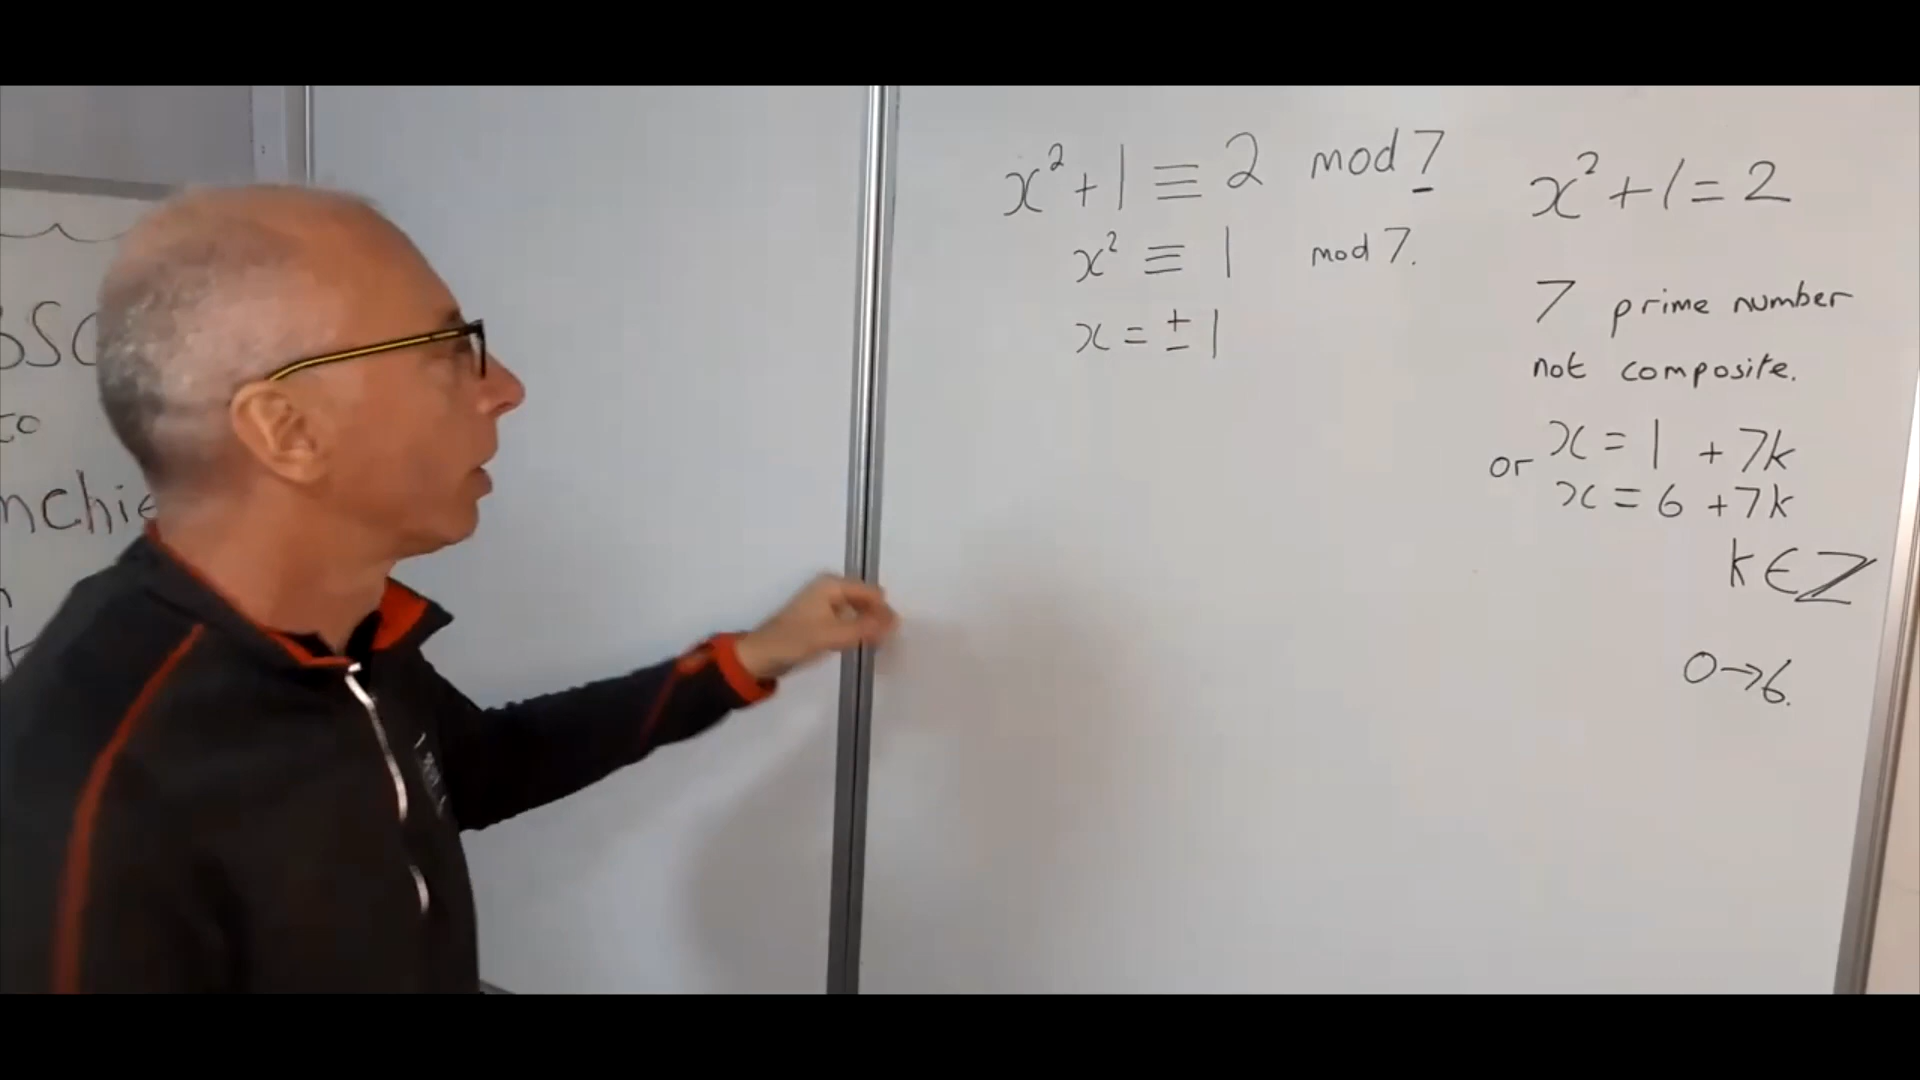 x² + 1 ≡ 2 mod 7
x² ≡ 1 mod 7.
x = ± 1
x² + 1 = 2
7 prime number
not composite.
x = 1 + 7k
or x = 6 + 7k
k ∈ ℤ
0→6.
to